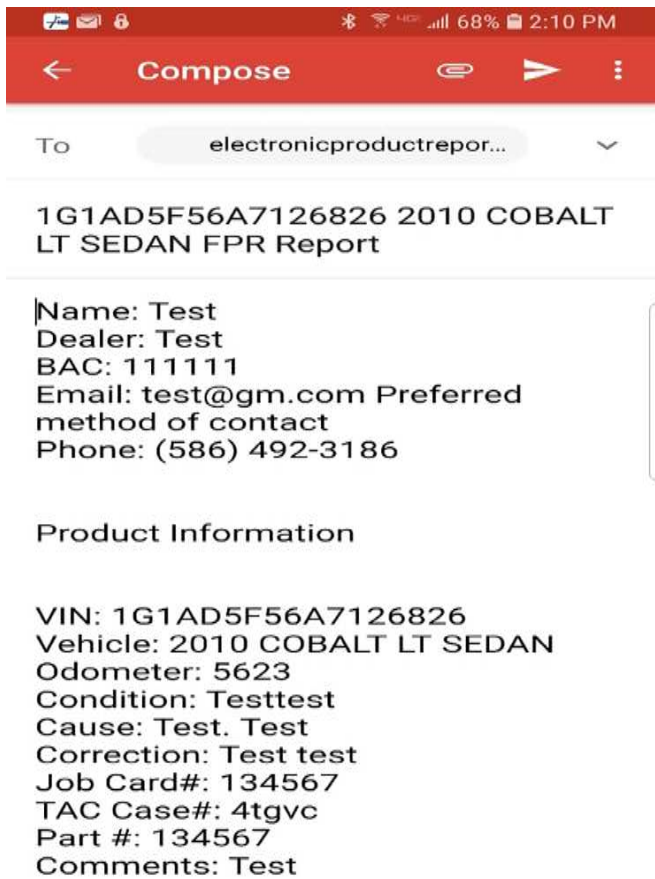 68% 2:10 PM
Compose
To electronicproductrepor...
1G1AD5F56A7126826 2010 COBALT
LT SEDAN FPR Report
Name: Test
Dealer: Test
BAC: 111111
Email: test@gm.com Preferred
method of contact
Phone: (586) 492-3186
Product Information
VIN: 1G1AD5F56A7126826
Vehicle: 2010 COBALT LT SEDAN
Odometer: 5623
Condition: Testtest
Cause: Test. Test
Correction: Test test
Job Card#: 134567
TAC Case#: 4tgvc
Part #: 134567
Comments: Test